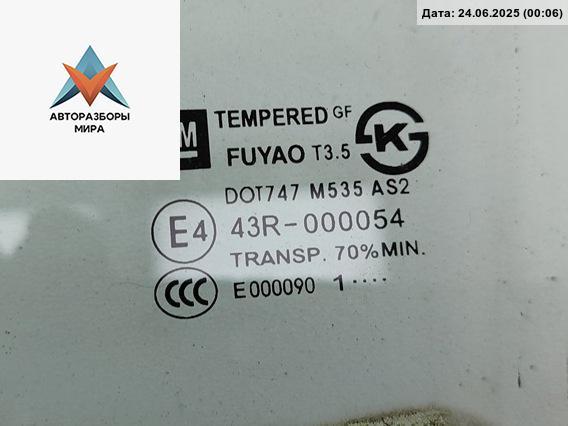 Дата: 24.06.2025 (00:06)
АВТОРАЗБОРЫ
МИРА
M
TEMPERED GF
FUYAO T3.5
K
DOT747 M535 AS2
E4 43R-000054
TRANSP. 70%MIN.
CCC E000090 1....